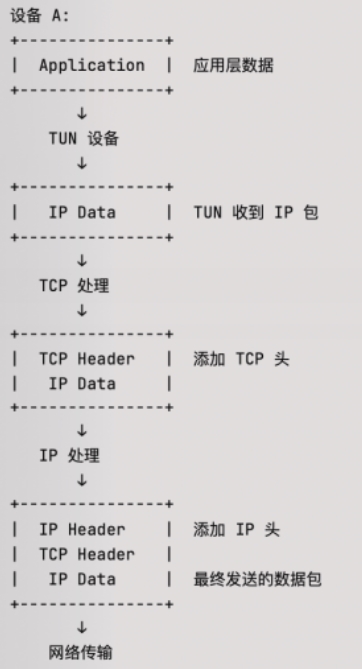 设备 A:
+---------------+
|  Application  |  应用层数据
+---------------+
↓
TUN 设备
↓
+---------------+
|   IP Data     |  TUN 收到 IP 包
+---------------+
↓
TCP 处理
↓
+---------------+
|  TCP Header   |  添加 TCP 头
|   IP Data     |
+---------------+
↓
IP 处理
↓
+---------------+
|  IP Header    |  添加 IP 头
|  TCP Header   |
|   IP Data     |  最终发送的数据包
+---------------+
↓
网络传输